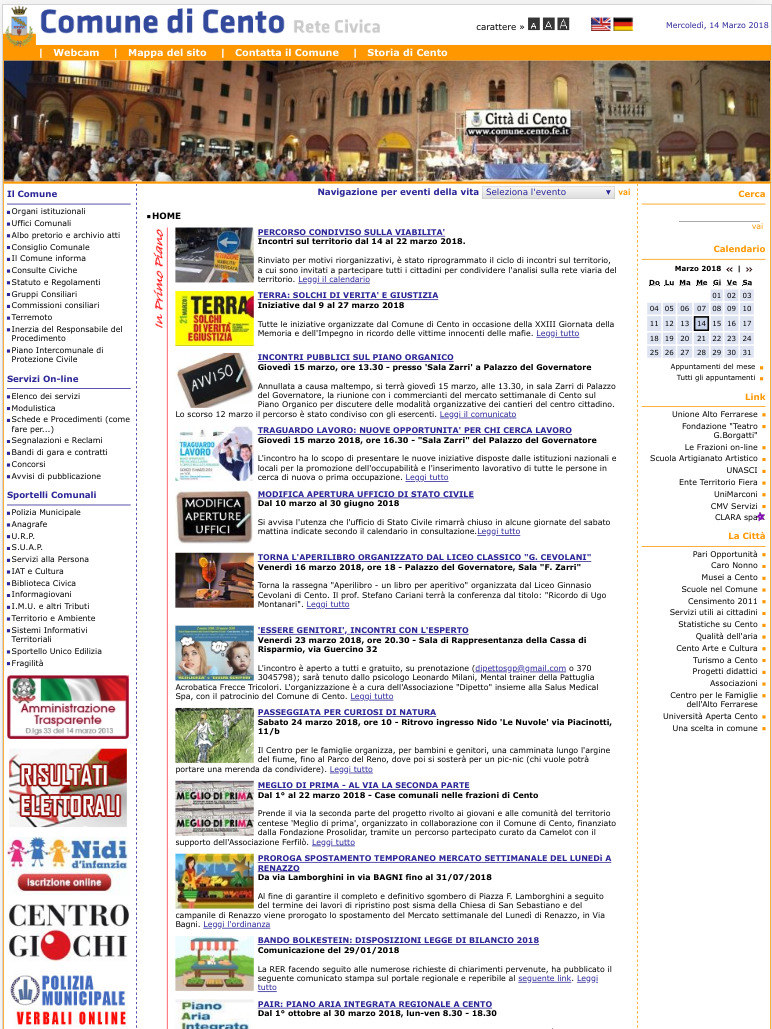 Comune di Cento Rete Civica
carattere » A A A
Mercoledì, 14 Marzo 2018
| Webcam | Mappa del sito | Contatta il Comune | Storia di Cento
Città di Cento
www.comune.cento.fe.it
Il Comune
Organi istituzionali
Uffici Comunali
Albo pretorio e archivio atti
Consiglio Comunale
Il Comune informa
Consulte Civiche
Statuto e Regolamenti
Gruppi Consiliari
Commissioni consiliari
Terremoto
Inerzia del Responsabile del
Procedimento
Piano Intercomunale di
Protezione Civile
Servizi On-line
Elenco dei servizi
Modulistica
Schede e Procedimenti (come
fare per...)
Segnalazioni e Reclami
Bandi di gara e contratti
Concorsi
Avvisi di pubblicazione
Sportelli Comunali
Polizia Municipale
Anagrafe
U.R.P.
S.U.A.P.
Servizi alla Persona
IAT e Cultura
Biblioteca Civica
Informagiovani
I.M.U. e altri Tributi
Territorio e Ambiente
Sistemi Informativi
Territoriali
Sportello Unico Edilizia
Fragilità
Amministrazione
Trasparente
D.lgs 33 del 14 marzo 2013
RISULTATI
ELETTORALI
Nidi
d'infanzia
Iscrizione online
CENTRO
GIOCHI
POLIZIA
MUNICIPALE
VERBALI ONLINE
Navigazione per eventi della vita Seleziona l'evento vai
HOME
In Primo Piano
PERCORSO CONDIVISO SULLA VIABILITA'
Incontri sul territorio dal 14 al 22 marzo 2018.
Rinviato per motivi riorganizzativi, è stato riprogrammato il ciclo di incontri sul territorio,
a cui sono invitati a partecipare tutti i cittadini per condividere l'analisi sulla rete viaria del
territorio. Leggi il calendario
21 MARZO
TERRA
SOLCHI
DI VERITÀ
E GIUSTIZIA
TERRA: SOLCHI DI VERITA' E GIUSTIZIA
Iniziative dal 9 al 27 marzo 2018
Tutte le iniziative organizzate dal Comune di Cento in occasione della XXIII Giornata della
Memoria e dell'Impegno in ricordo delle vittime innocenti delle mafie. Leggi tutto
AVVISO
INCONTRI PUBBLICI SUL PIANO ORGANICO
Giovedì 15 marzo, ore 13.30 - presso 'Sala Zarri' a Palazzo del Governatore
Annullata a causa maltempo, si terrà giovedì 15 marzo, alle 13.30, in sala Zarri di Palazzo
del Governatore, la riunione con i commercianti del mercato settimanale di Cento sul
Piano Organico per discutere delle modalità organizzative dei cantieri del centro cittadino.
Lo scorso 12 marzo il percorso è stato condiviso con gli esercenti. Leggi il comunicato
TRAGUARDO
LAVORO
TRAGUARDO LAVORO: NUOVE OPPORTUNITA' PER CHI CERCA LAVORO
Giovedì 15 marzo 2018, ore 16.30 - "Sala Zarri" del Palazzo del Governatore
L'incontro ha lo scopo di presentare le nuove iniziative disposte dalle istituzioni nazionali e
locali per la promozione dell'occupabilità e l'inserimento lavorativo di tutte le persone in
cerca di nuova o prima occupazione. Leggi tutto
MODIFICA
APERTURE
UFFICI
MODIFICA APERTURA UFFICIO DI STATO CIVILE
Dal 10 marzo al 30 giugno 2018
Si avvisa l'utenza che l'ufficio di Stato Civile rimarrà chiuso in alcune giornate del sabato
mattina indicate secondo il calendario in consultazione.Leggi tutto
TORNA L'APERILIBRO ORGANIZZATO DAL LICEO CLASSICO "G. CEVOLANI"
Venerdì 16 marzo 2018, ore 18 - Palazzo del Governatore, Sala "F. Zarri"
Torna la rassegna "Aperilibro - un libro per aperitivo" organizzata dal Liceo Ginnasio
Cevolani di Cento. Il prof. Stefano Cariani terrà la conferenza dal titolo: "Ricordo di Ugo
Montanari". Leggi tutto
'ESSERE GENITORI', INCONTRI CON L'ESPERTO
Venerdì 23 marzo 2018, ore 20.30 - Sala di Rappresentanza della Cassa di
Risparmio, via Guercino 32
L'incontro è aperto a tutti e gratuito, su prenotazione (dipettosgp@gmail.com o 370
3045798); sarà tenuto dallo psicologo Leonardo Milani, Mental trainer della Pattuglia
Acrobatica Frecce Tricolori. L'organizzazione è a cura dell'Associazione "Dipetto" insieme alla Salus Medical
Spa, con il patrocinio del Comune di Cento. Leggi tutto
PASSEGGIATA PER CURIOSI DI NATURA
Sabato 24 marzo 2018, ore 10 - Ritrovo ingresso Nido 'Le Nuvole' via Piacinotti,
11/b
Il Centro per le famiglie organizza, per bambini e genitori, una camminata lungo l'argine
del fiume, fino al Parco del Reno, dove poi si sosterà per un pic-nic (chi vuole potrà
portare una merenda da condividere). Leggi tutto
MEGLIO DI PRIMA
MEGLIO DI PRIMA
MEGLIO DI PRIMA - AL VIA LA SECONDA PARTE
Dal 1° al 22 marzo 2018 - Case comunali nelle frazioni di Cento
Prende il via la seconda parte del progetto rivolto ai giovani e alle comunità del territorio
centese 'Meglio di prima', organizzato in collaborazione con il Comune di Cento, finanziato
dalla Fondazione Prosolidar, tramite un percorso partecipato curato da Camelot con il
supporto dell'Associazione Ferfilò. Leggi tutto
PROROGA SPOSTAMENTO TEMPORANEO MERCATO SETTIMANALE DEL LUNEDì A
RENAZZO
Da via Lamborghini in via BAGNI fino al 31/07/2018
Al fine di garantire il completo e definitivo sgombero di Piazza F. Lamborghini a seguito
del termine dei lavori di ripristino post sisma della Chiesa di San Sebastiano e del
campanile di Renazzo viene prorogato lo spostamento del Mercato settimanale del Lunedì di Renazzo, in Via
Bagni. Leggi l'ordinanza
BANDO BOLKESTEIN: DISPOSIZIONI LEGGE DI BILANCIO 2018
Comunicazione del 29/01/2018
La RER facendo seguito alle numerose richieste di chiarimenti pervenute, ha pubblicato il
seguente comunicato stampa sul portale regionale e reperibile al seguente link. Leggi
tutto
Piano
Aria
Integrato
PAIR: PIANO ARIA INTEGRATA REGIONALE A CENTO
Dal 1° ottobre al 30 marzo 2018, lun-ven 8.30 - 18.30
Cerca
vai
Calendario
Marzo 2018 « | »
Do Lu Ma Me Gi Ve Sa
01 02 03
04 05 06 07 08 09 10
11 12 13 14 15 16 17
18 19 20 21 22 23 24
25 26 27 28 29 30 31
Appuntamenti del mese
Tutti gli appuntamenti
Link
Unione Alto Ferrarese
Fondazione "Teatro
G.Borgatti"
Le Frazioni on-line
Scuola Artigianato Artistico
UNASCI
Ente Territorio Fiera
UniMarconi
CMV Servizi
CLARA spa
La Città
Pari Opportunità
Caro Nonno
Musei a Cento
Scuole nel Comune
Censimento 2011
Servizi utili ai cittadini
Statistiche su Cento
Qualità dell'aria
Cento Arte e Cultura
Turismo a Cento
Progetti didattici
Associazioni
Centro per le Famiglie
dell'Alto Ferrarese
Università Aperta Cento
Una scelta in comune